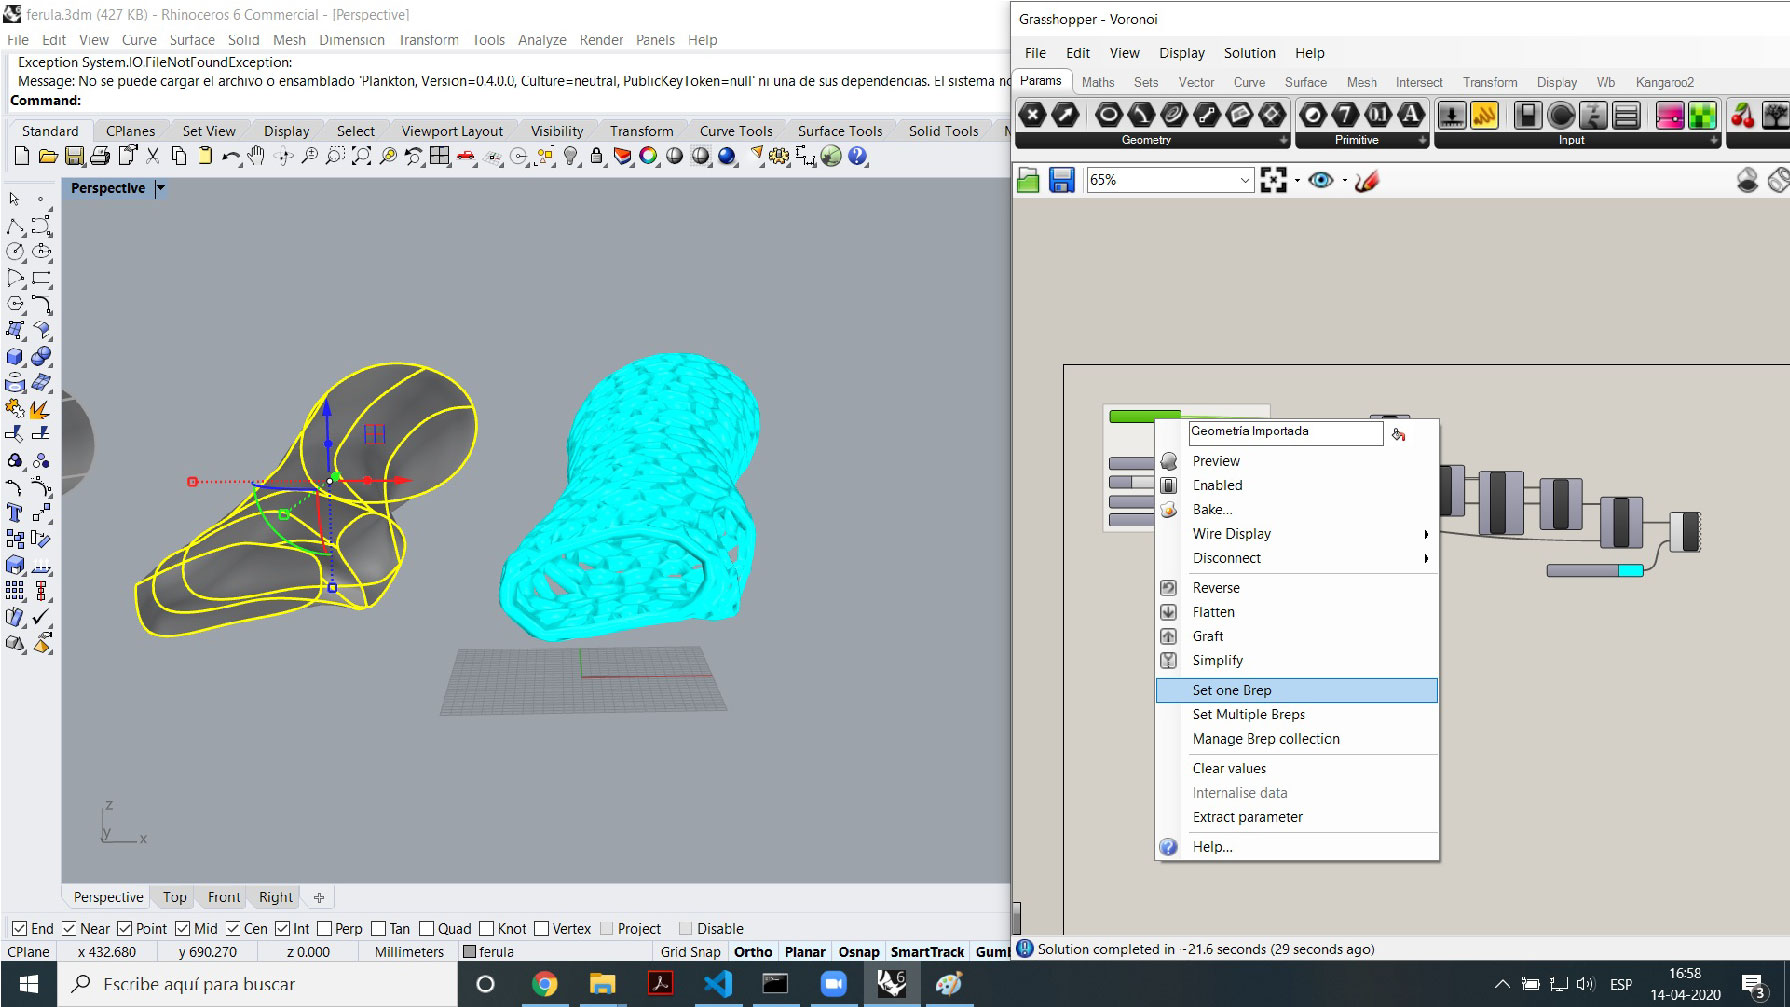 ferula.3dm (427 KB) - Rhinoceros 6 Commercial - [Perspective]
File Edit View Curve Surface Solid Mesh Dimension Transform Tools Analyze Render Panels Help
Exception System.IO.FileNotFoundException:
Message: No se puede cargar el archivo o ensamblado 'Plankton, Version=0.4.0.0, Culture=neutral, PublicKeyToken=null' ni una de sus dependencias. El sistema no
Command:
Standard CPlanes Set View Display Select Viewport Layout Visibility Transform Curve Tools Surface Tools Solid Tools
Perspective
z
y
x
Perspective Top Front Right
End Near Point Mid Cen Int Perp Tan Quad Knot Vertex Project Disable
CPlane x 432.680 y 690.270 z 0.000 Millimeters ferula Grid Snap Ortho Planar Osnap SmartTrack Gum
Grasshopper - Voronoi
File Edit View Display Solution Help
Params Maths Sets Vector Curve Surface Mesh Intersect Transform Display Wb Kangaroo2
Geometry Primitive Input
65%
Geometría Importada
Preview
Enabled
Bake...
Wire Display
Disconnect
Reverse
Flatten
Graft
Simplify
Set one Brep
Set Multiple Breps
Manage Brep collection
Clear values
Internalise data
Extract parameter
Help...
Solution completed in ~21.6 seconds (29 seconds ago)
Escribe aquí para buscar
ESP
16:58
14-04-2020
3